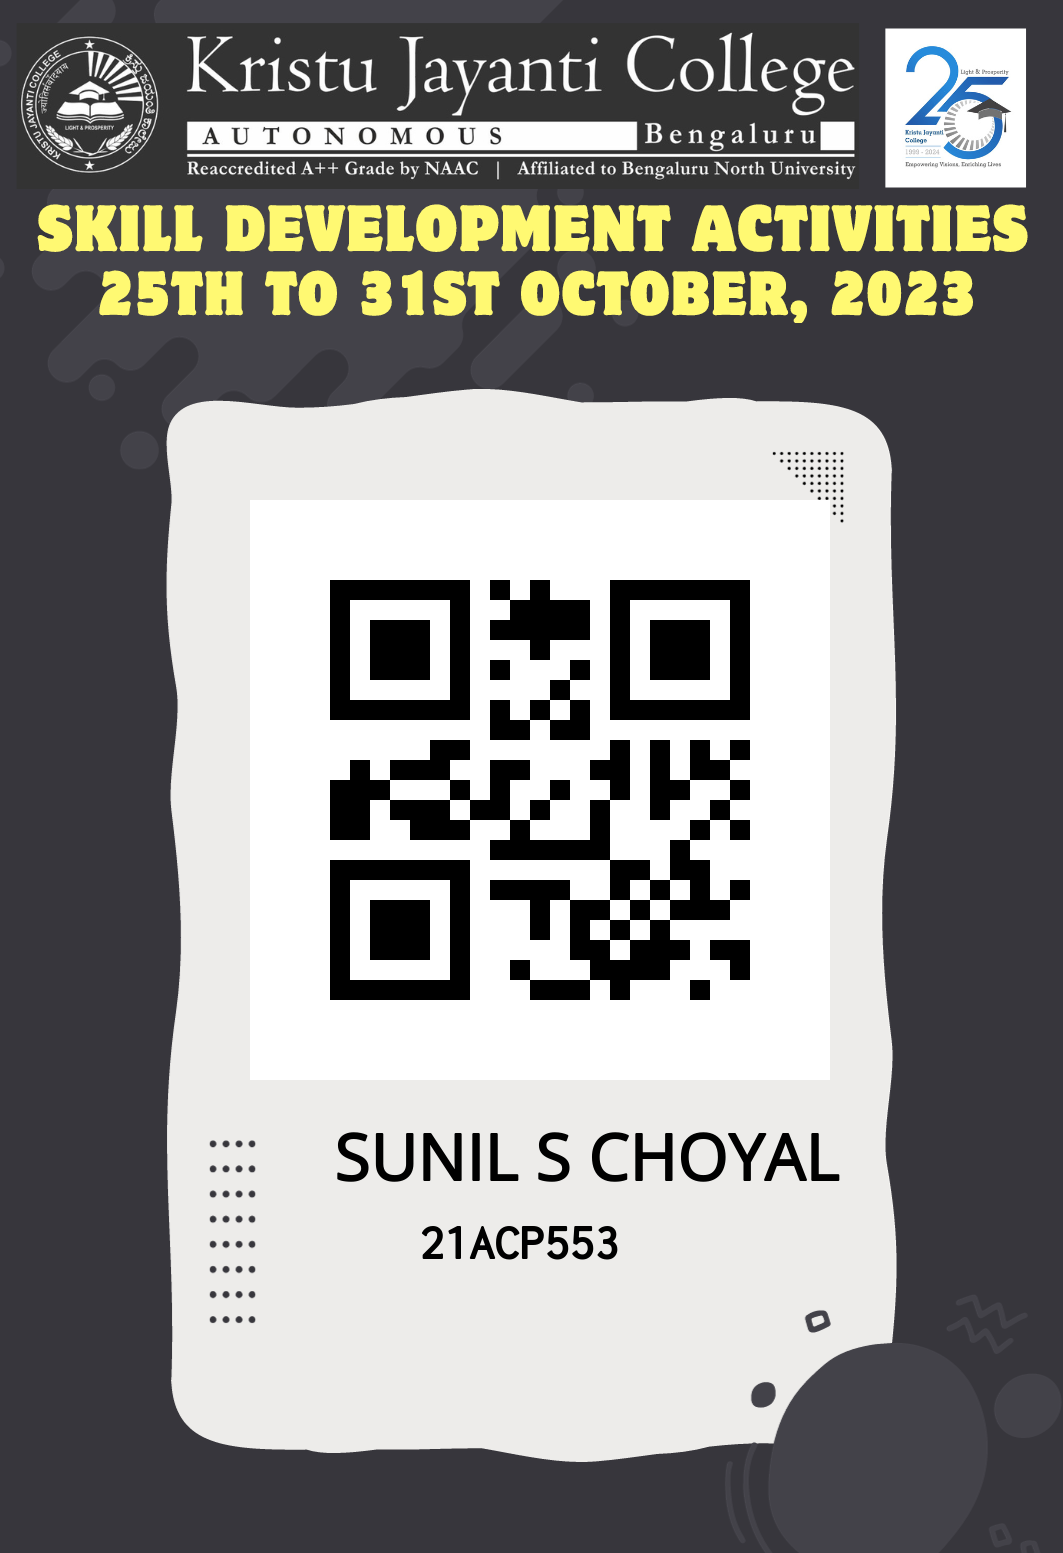 Kristu Jayanti College
AUTONOMOUS Bengaluru
Reaccredited A++ Grade by NAAC | Affiliated to Bengaluru North University
KRISTU JAYANTI COLLEGE
LIGHT & PROSPERITY
25
Light & Prosperity
Kristu Jayanti
College
1999 - 2024
Empowering Visions, Enriching Lives
SKILL DEVELOPMENT ACTIVITIES
25TH TO 31ST OCTOBER, 2023
SUNIL S CHOYAL
21ACP553